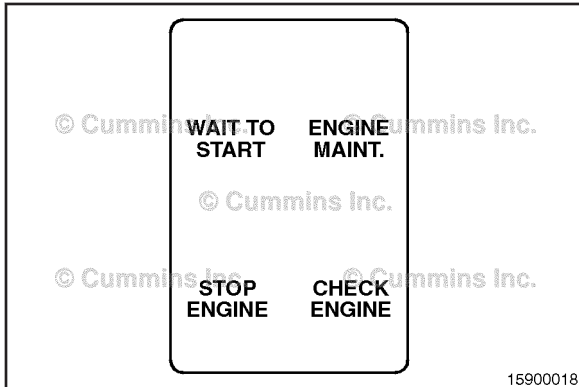 © Cummins Inc.
© Cummins Inc.
WAIT TO
START
ENGINE
MAINT.
© Cummins Inc.
© Cummins Inc.
© Cummins Inc.
STOP
ENGINE
CHECK
ENGINE
15900018